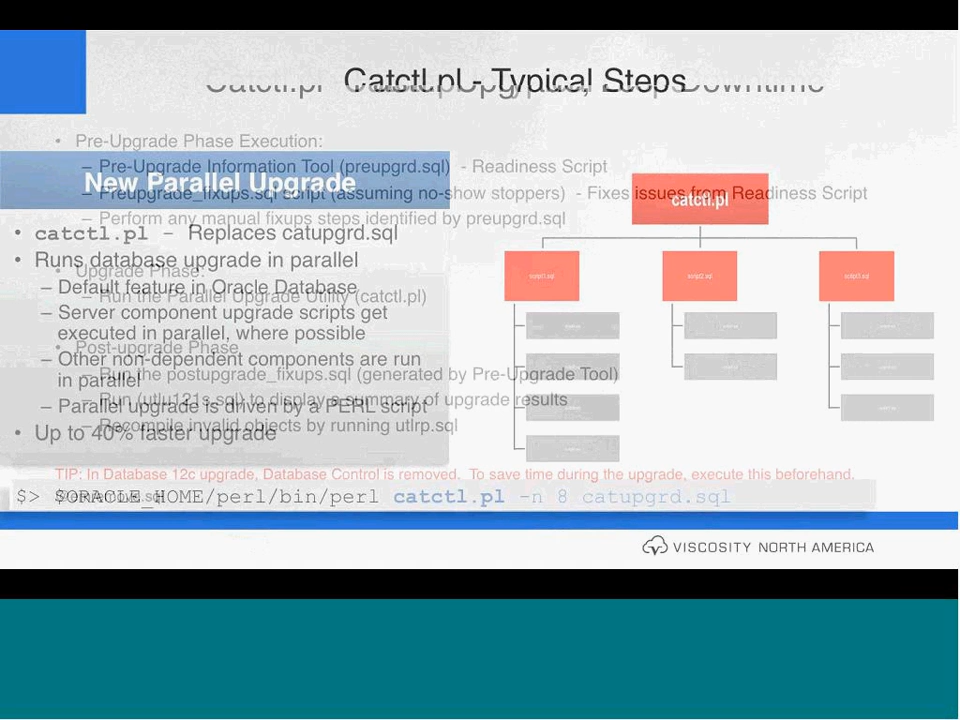 Catctl.pl - Typical Steps
New Parallel Upgrade
• catctl.pl – Replaces catupgrd.sql
• Runs database upgrade in parallel
– Default feature in Oracle Database
– Server component upgrade scripts get
executed in parallel, where possible
– Other non-dependent components are run
in parallel
– Parallel upgrade is driven by a PERL script
• Up to 40% faster upgrade
$> $ORACLE_HOME/perl/bin/perl catctl.pl -n 8 catupgrd.sql
catctl.pl
• Pre-Upgrade Phase Execution:
– Pre-Upgrade Information Tool (preupgrd.sql) - Readiness Script
– Preupgrade_fixups.sql script (assuming no-show stoppers) - Fixes issues from Readiness Script
– Perform any manual fixups steps identified by preupgrd.sql
• Upgrade Phase:
– Run the Parallel Upgrade Utility (catctl.pl)
• Post-upgrade Phase
– Run the postupgrade_fixups.sql (generated by Pre-Upgrade Tool)
– Run (utlu121s.sql) to display a summary of upgrade results
– Recompile invalid objects by running utlrp.sql
TIP: In Database 12c upgrade, Database Control is removed. To save time during the upgrade, execute this beforehand.
VISCOSITY NORTH AMERICA